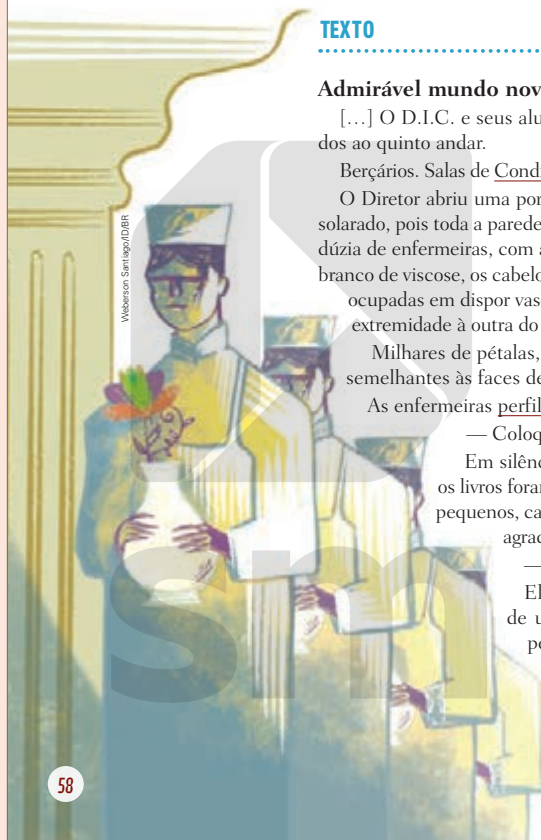 TEXTO
Admirável mundo nov
[…] O D.I.C. e seus alu
dos ao quinto andar.
Berçários. Salas de Cond
O Diretor abriu uma por
solarado, pois toda a parede
dúzia de enfermeiras, com a
branco de viscose, os cabelo
ocupadas em dispor vas
extremidade à outra do
Milhares de pétalas,
semelhantes às faces de
As enfermeiras perfil
— Coloq
Em silênc
os livros foran
pequenos, ca
agrad
—
El
de u
pe
Weberson Santiago/ID/BR
sm
58